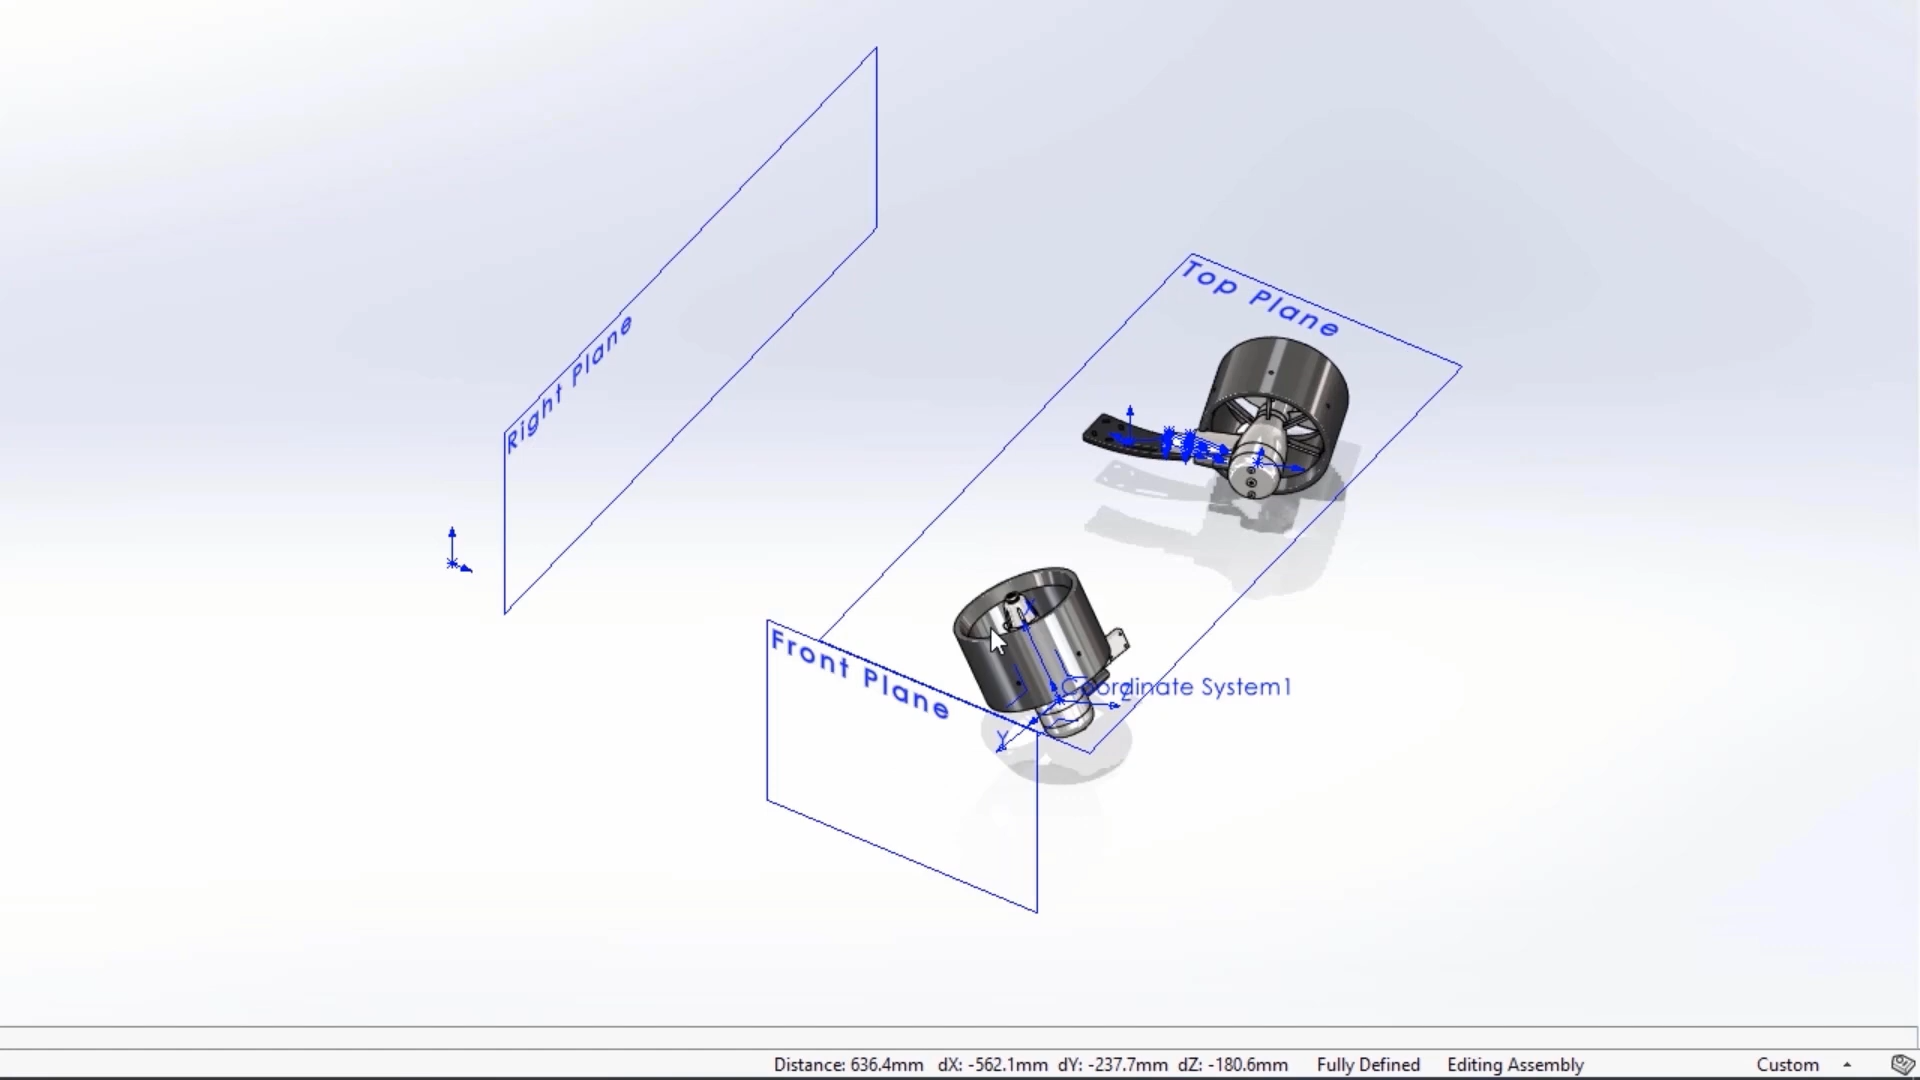 Top Plane
Right Plane
Front Plane
X
Coordinate System1
Z
Y
Distance: 636.4mm dX: -562.1mm dY: -237.7mm dZ: -180.6mm Fully Defined Editing Assembly Custom